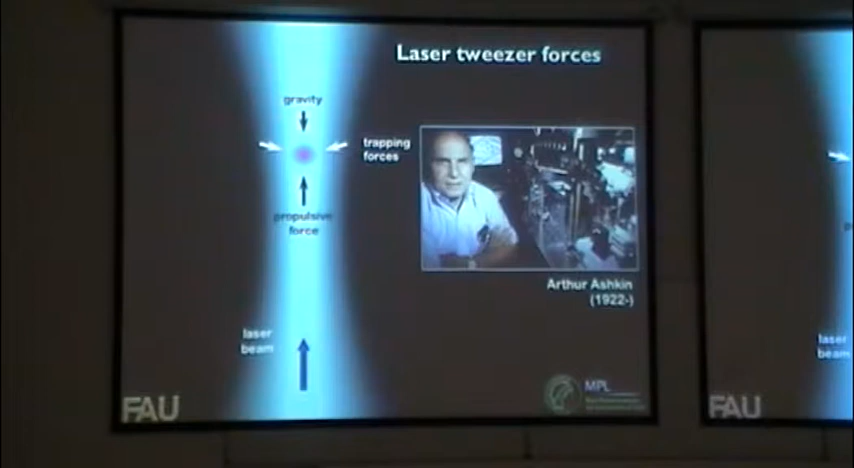 Laser tweezer forces
gravity
trapping
forces
propulsive
force
Arthur Ashkin
(1922-)
laser
beam
FAU
MPL
laser
beam
FAU